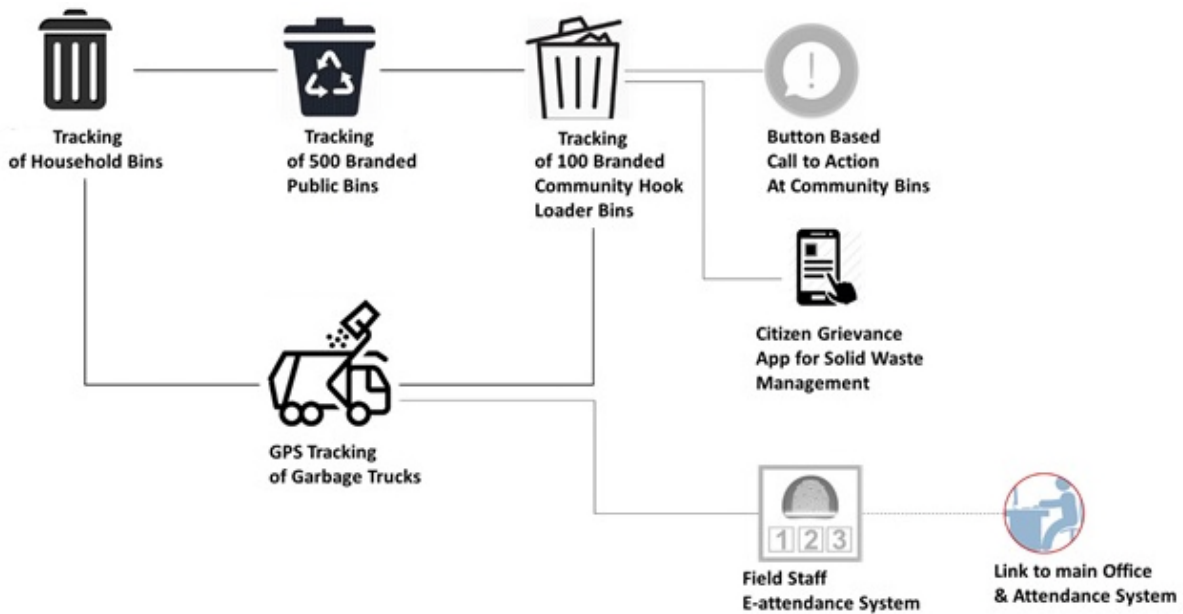 Tracking
of Household Bins
Tracking
of 500 Branded
Public Bins
Tracking
of 100 Branded
Community Hook
Loader Bins
Button Based
Call to Action
At Community Bins
Citizen Grievance
App for Solid Waste
Management
GPS Tracking
of Garbage Trucks
1 2 3
Field Staff
E-attendance System
Link to main Office
& Attendance System